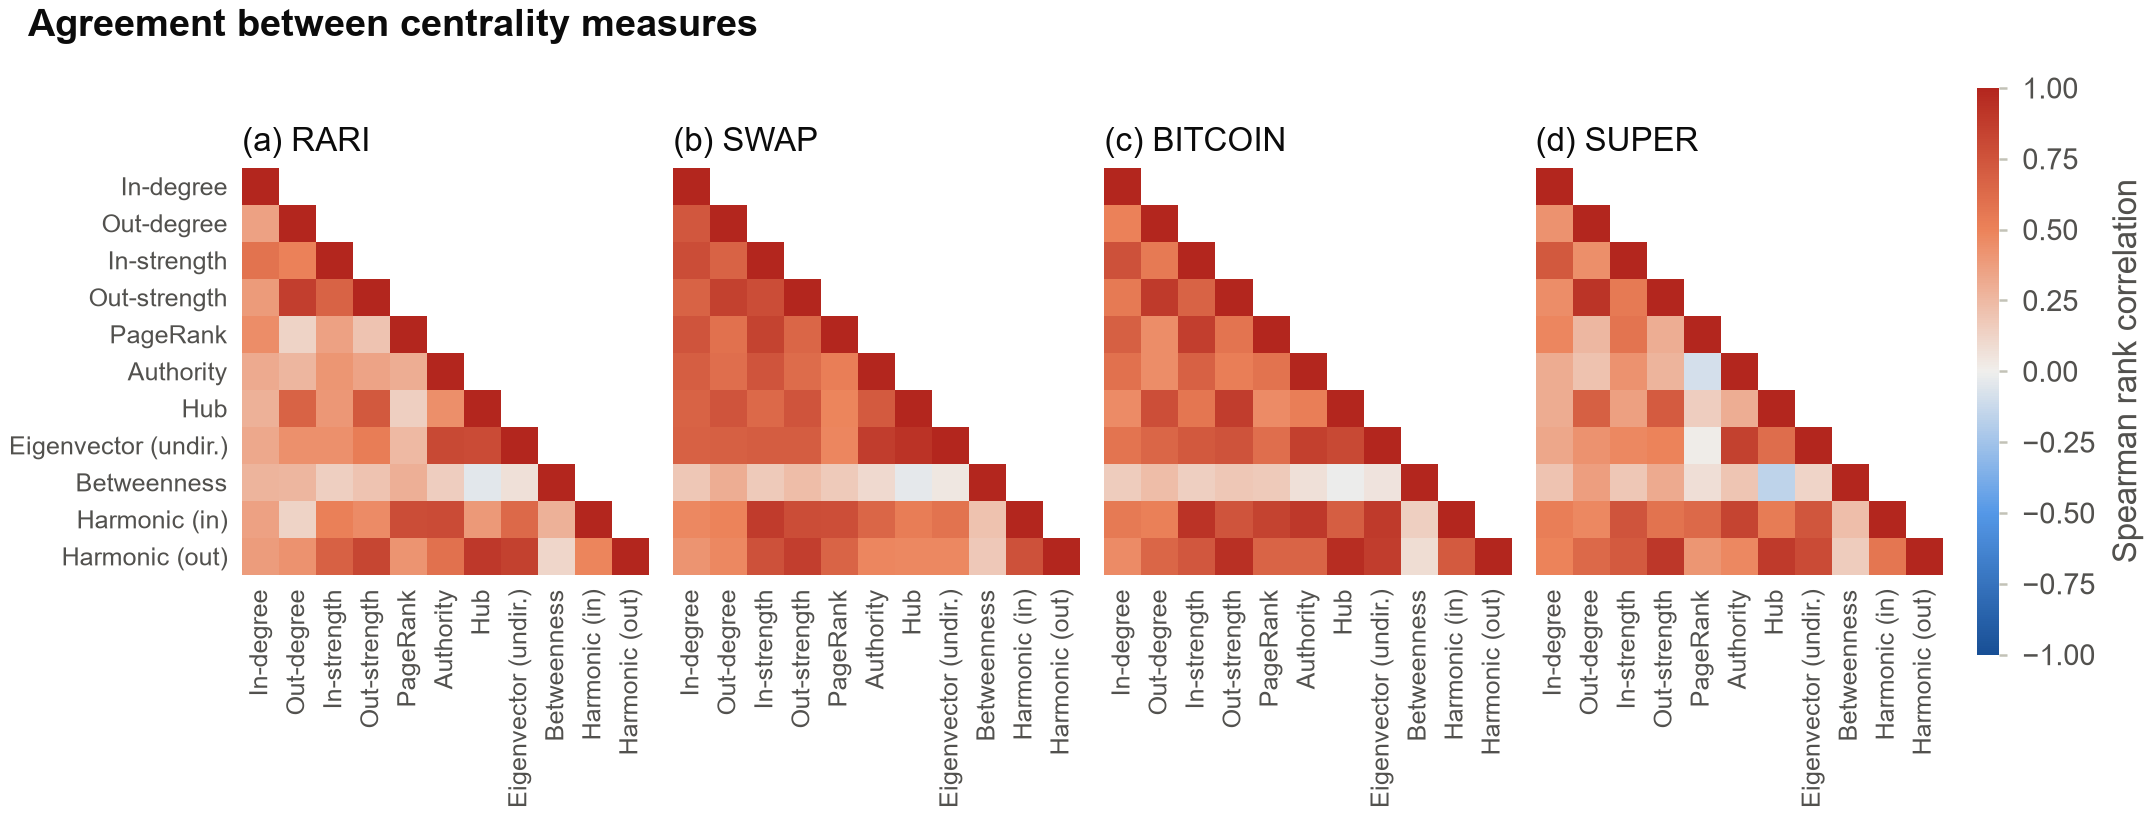 Agreement between centrality measures
(a) RARI
(b) SWAP
(c) BITCOIN
(d) SUPER
In-degree
Out-degree
In-strength
Out-strength
PageRank
Authority
Hub
Eigenvector (undir.)
Betweenness
Harmonic (in)
Harmonic (out)
In-degree
Out-degree
In-strength
Out-strength
PageRank
Authority
Hub
Eigenvector (undir.)
Betweenness
Harmonic (in)
Harmonic (out)
In-degree
Out-degree
In-strength
Out-strength
PageRank
Authority
Hub
Eigenvector (undir.)
Betweenness
Harmonic (in)
Harmonic (out)
In-degree
Out-degree
In-strength
Out-strength
PageRank
Authority
Hub
Eigenvector (undir.)
Betweenness
Harmonic (in)
Harmonic (out)
In-degree
Out-degree
In-strength
Out-strength
PageRank
Authority
Hub
Eigenvector (undir.)
Betweenness
Harmonic (in)
Harmonic (out)
1.00
0.75
0.50
0.25
0.00
−0.25
−0.50
−0.75
−1.00
Spearman rank correlation